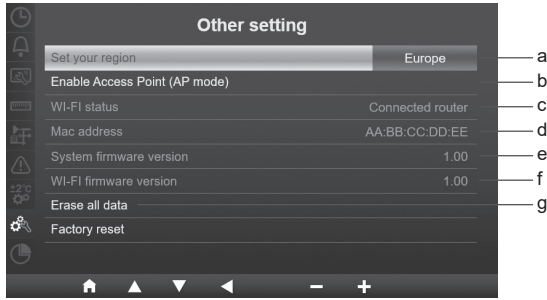 Other setting
Set your region Europe a
Enable Access Point (AP mode) b
WI-FI status Connected router c
Mac address AA:BB:CC:DD:EE d
System firmware version 1.00 e
WI-FI firmware version 1.00 f
±2°C
Erase all data g
Factory reset